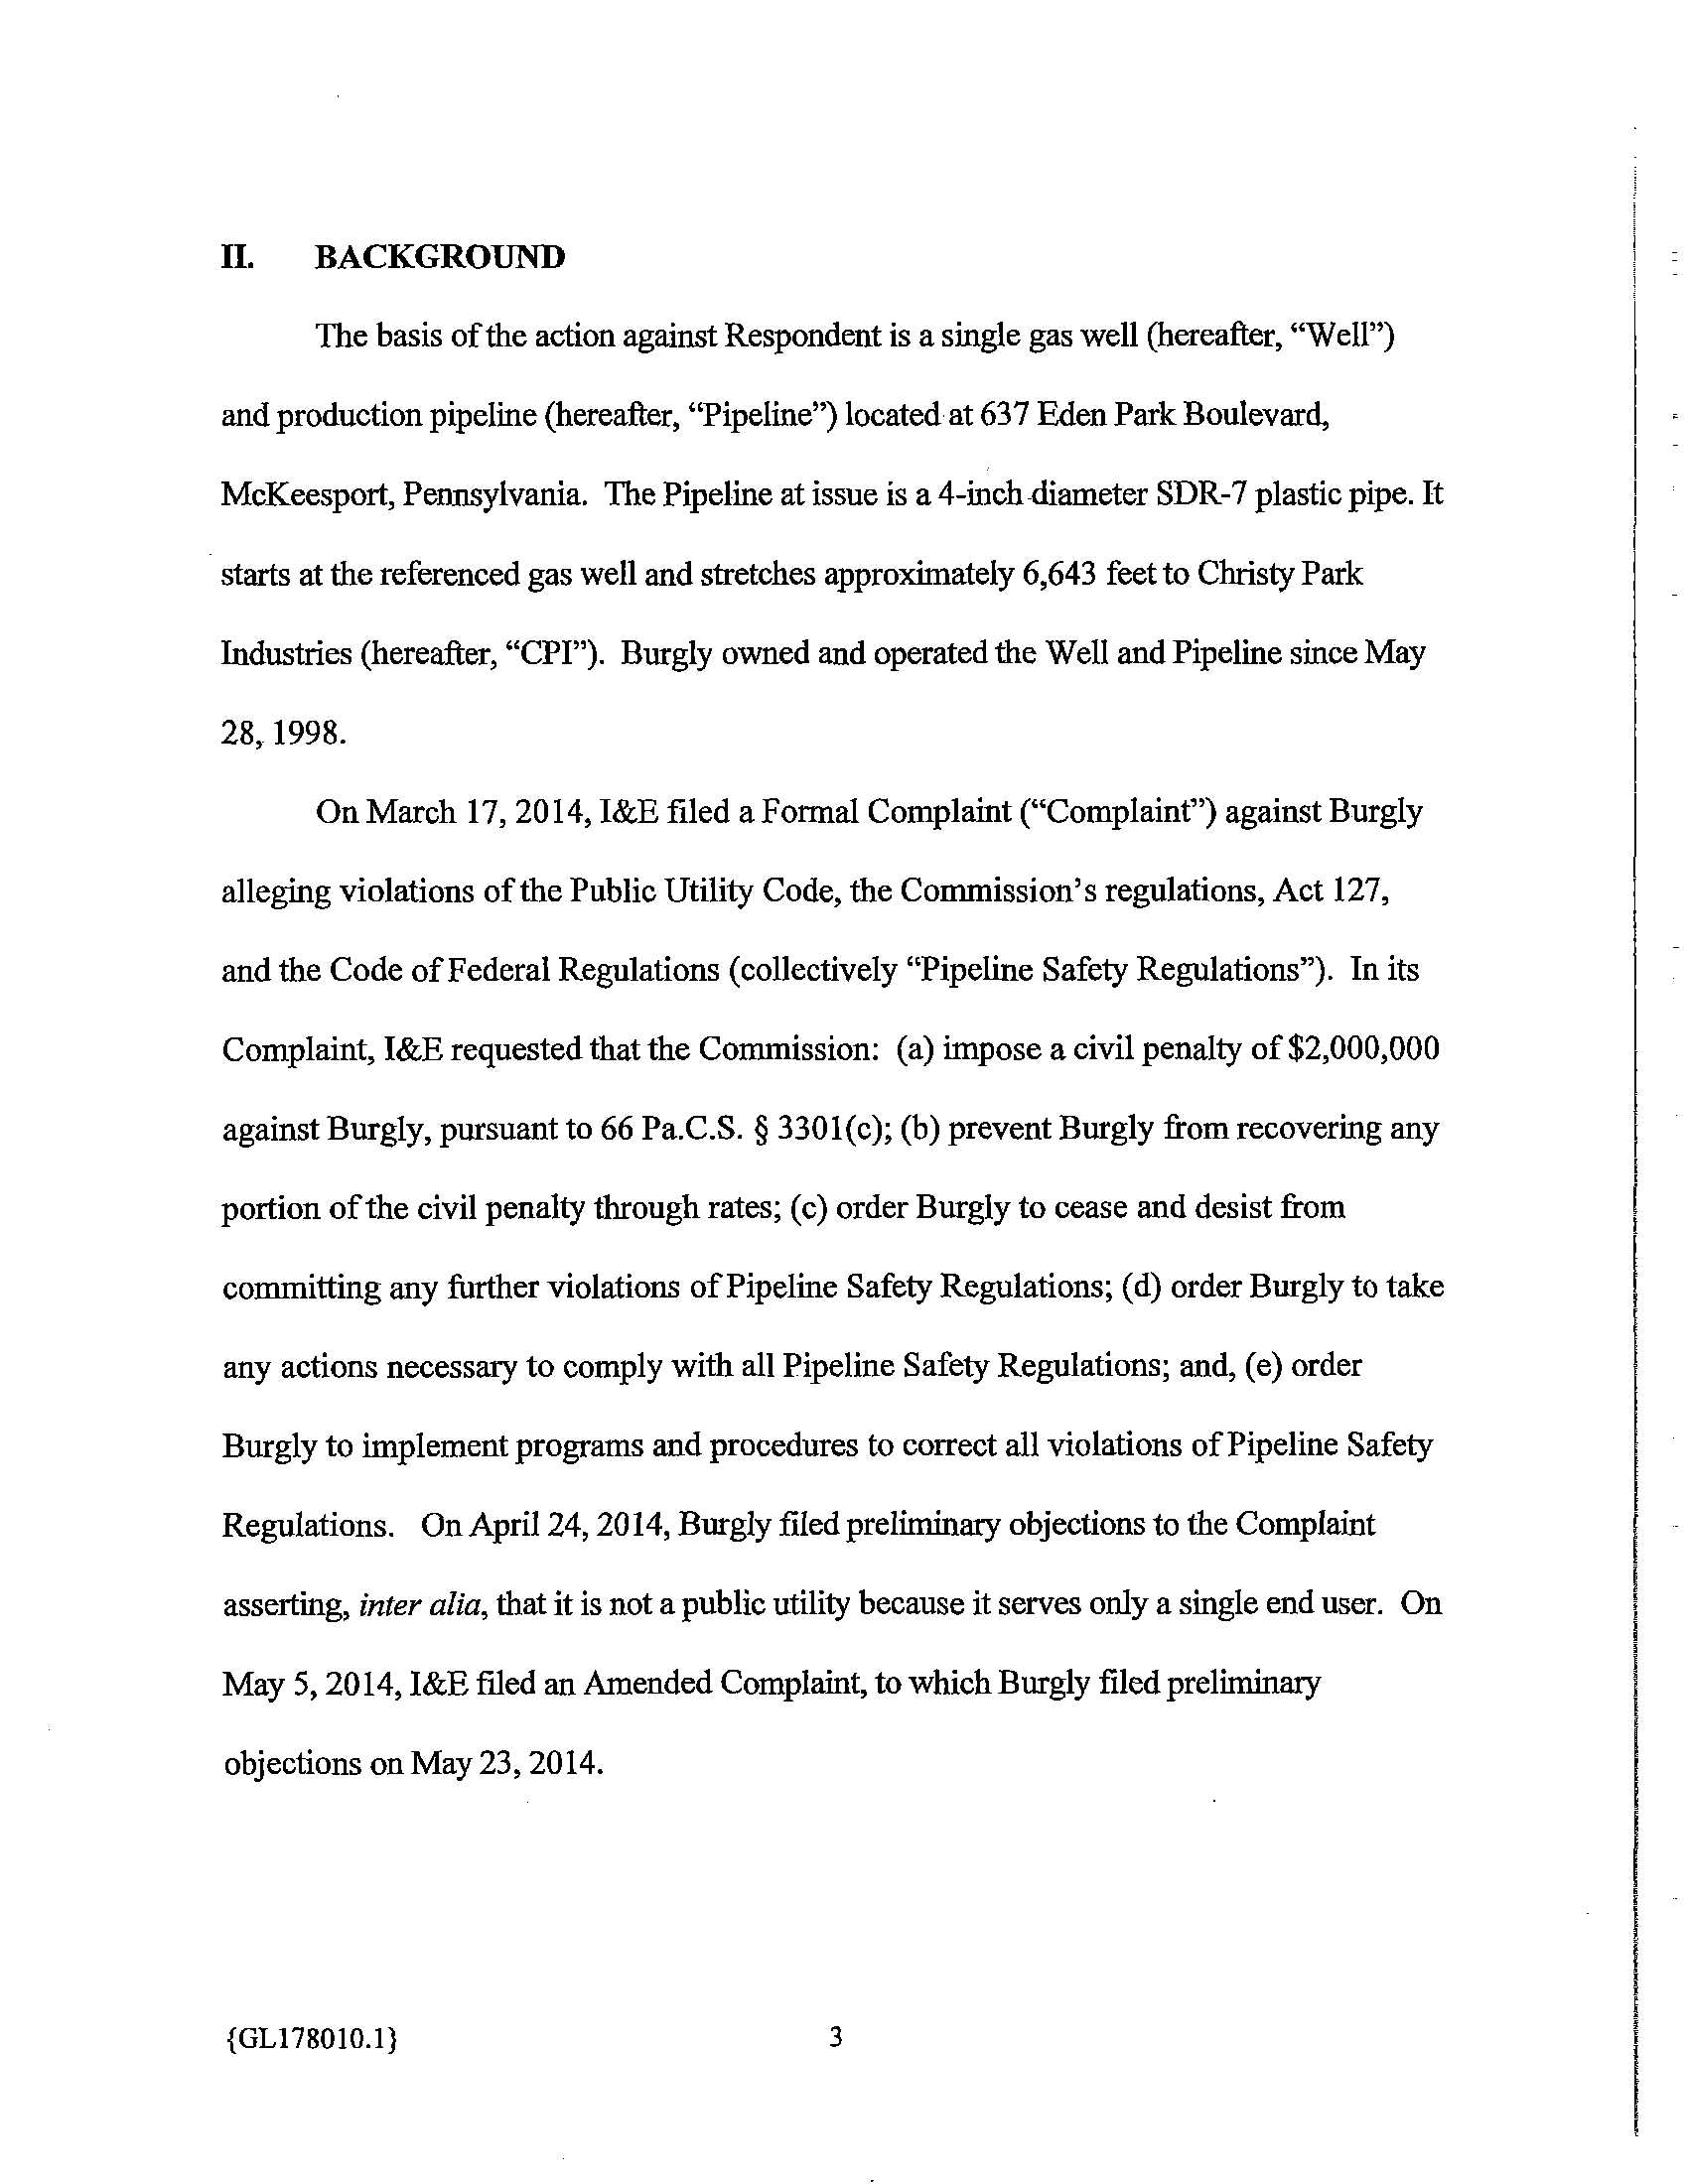 II. BACKGROUND
The basis of the action against Respondent is a single gas well (hereafter, “Well”)
and production pipeline (hereafter, “Pipeline”) located at 637 Eden Park Boulevard,
McKeesport, Pennsylvania. The Pipeline at issue is a 4-inch diameter SDR-7 plastic pipe. It
starts at the referenced gas well and stretches approximately 6,643 feet to Christy Park
Industries (hereafter, “CPI”). Burgly owned and operated the Well and Pipeline since May
28, 1998.
On March 17, 2014, I&E filed a Formal Complaint (“Complaint”) against Burgly
alleging violations of the Public Utility Code, the Commission’s regulations, Act 127,
and the Code of Federal Regulations (collectively “Pipeline Safety Regulations”). In its
Complaint, I&E requested that the Commission: (a) impose a civil penalty of $2,000,000
against Burgly, pursuant to 66 Pa.C.S. § 3301(c); (b) prevent Burgly from recovering any
portion of the civil penalty through rates; (c) order Burgly to cease and desist from
committing any further violations of Pipeline Safety Regulations; (d) order Burgly to take
any actions necessary to comply with all Pipeline Safety Regulations; and, (e) order
Burgly to implement programs and procedures to correct all violations of Pipeline Safety
Regulations. On April 24, 2014, Burgly filed preliminary objections to the Complaint
asserting, inter alia, that it is not a public utility because it serves only a single end user. On
May 5, 2014, I&E filed an Amended Complaint, to which Burgly filed preliminary
objections on May 23, 2014.
{GL178010.1} 3